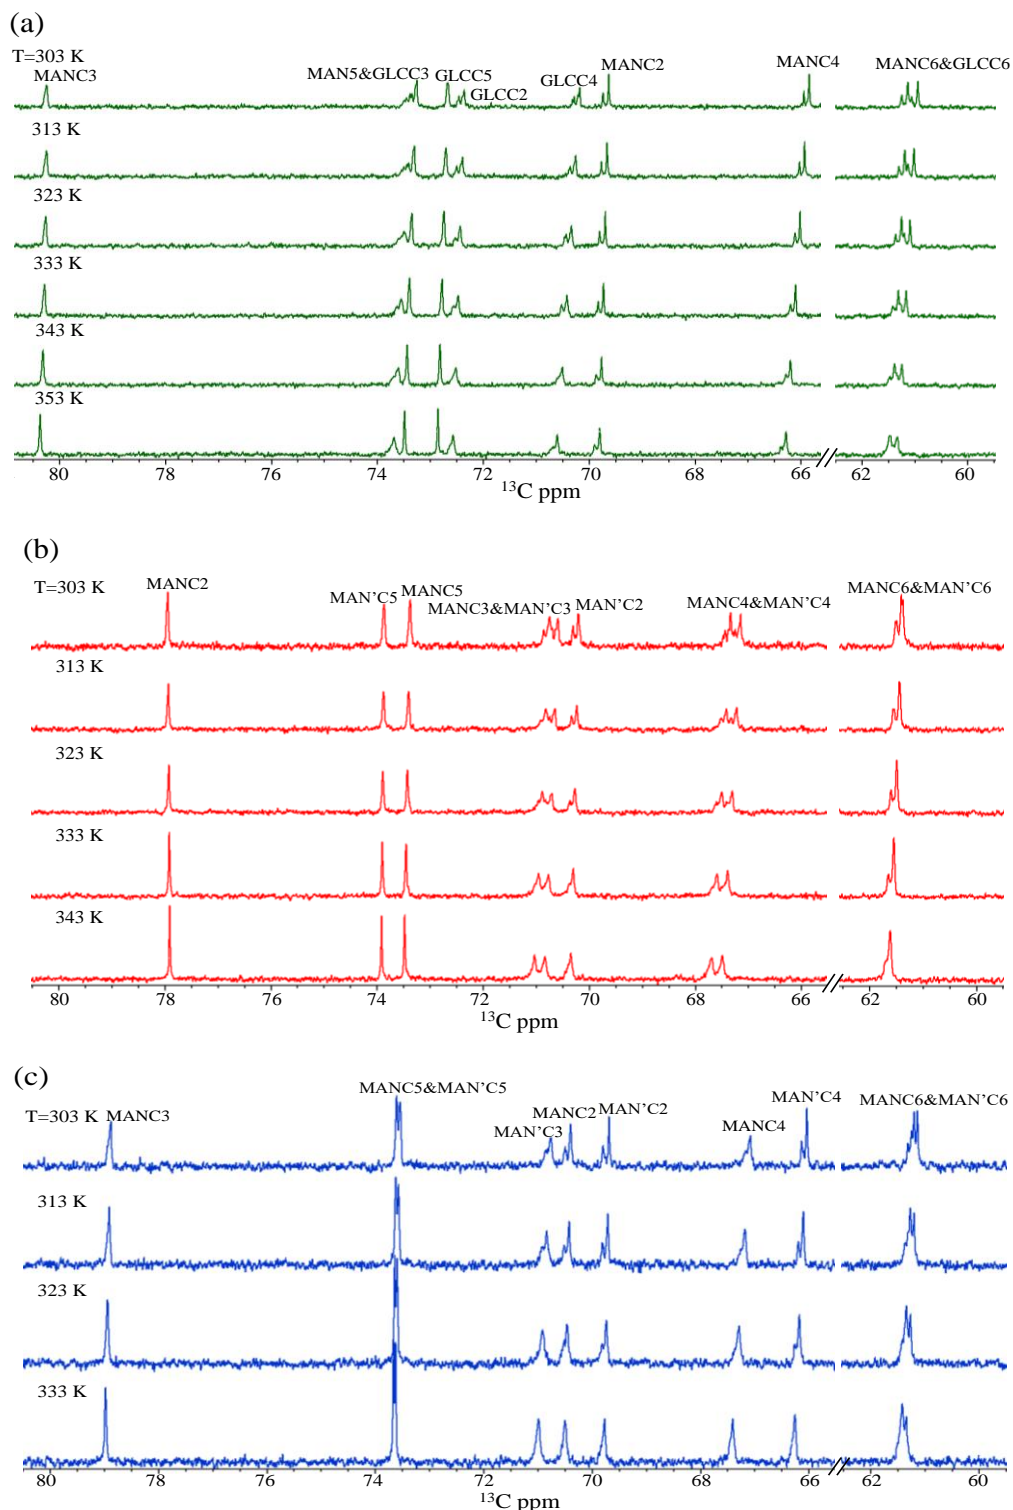 (a)
T=303 K
MANC3 MAN5&GLCC3 GLCC5 GLCC2 GLCC4 MANC2 MANC4 MANC6&GLCC6
313 K
323 K
333 K
343 K
353 K
80 78 76 74 72 70 68 66 62 60
13C ppm
(b)
T=303 K MANC2 MAN'C5 MANC5 MANC3&MAN'C3 MAN'C2 MANC4&MAN'C4 MANC6&MAN'C6
313 K
323 K
333 K
343 K
80 78 76 74 72 70 68 66 62 60
13C ppm
(c)
T=303 K MANC3 MANC5&MAN'C5 MAN'C3 MANC2 MAN'C2 MANC4 MAN'C4 MANC6&MAN'C6
313 K
323 K
333 K
80 78 76 74 72 70 68 66 62 60
13C ppm